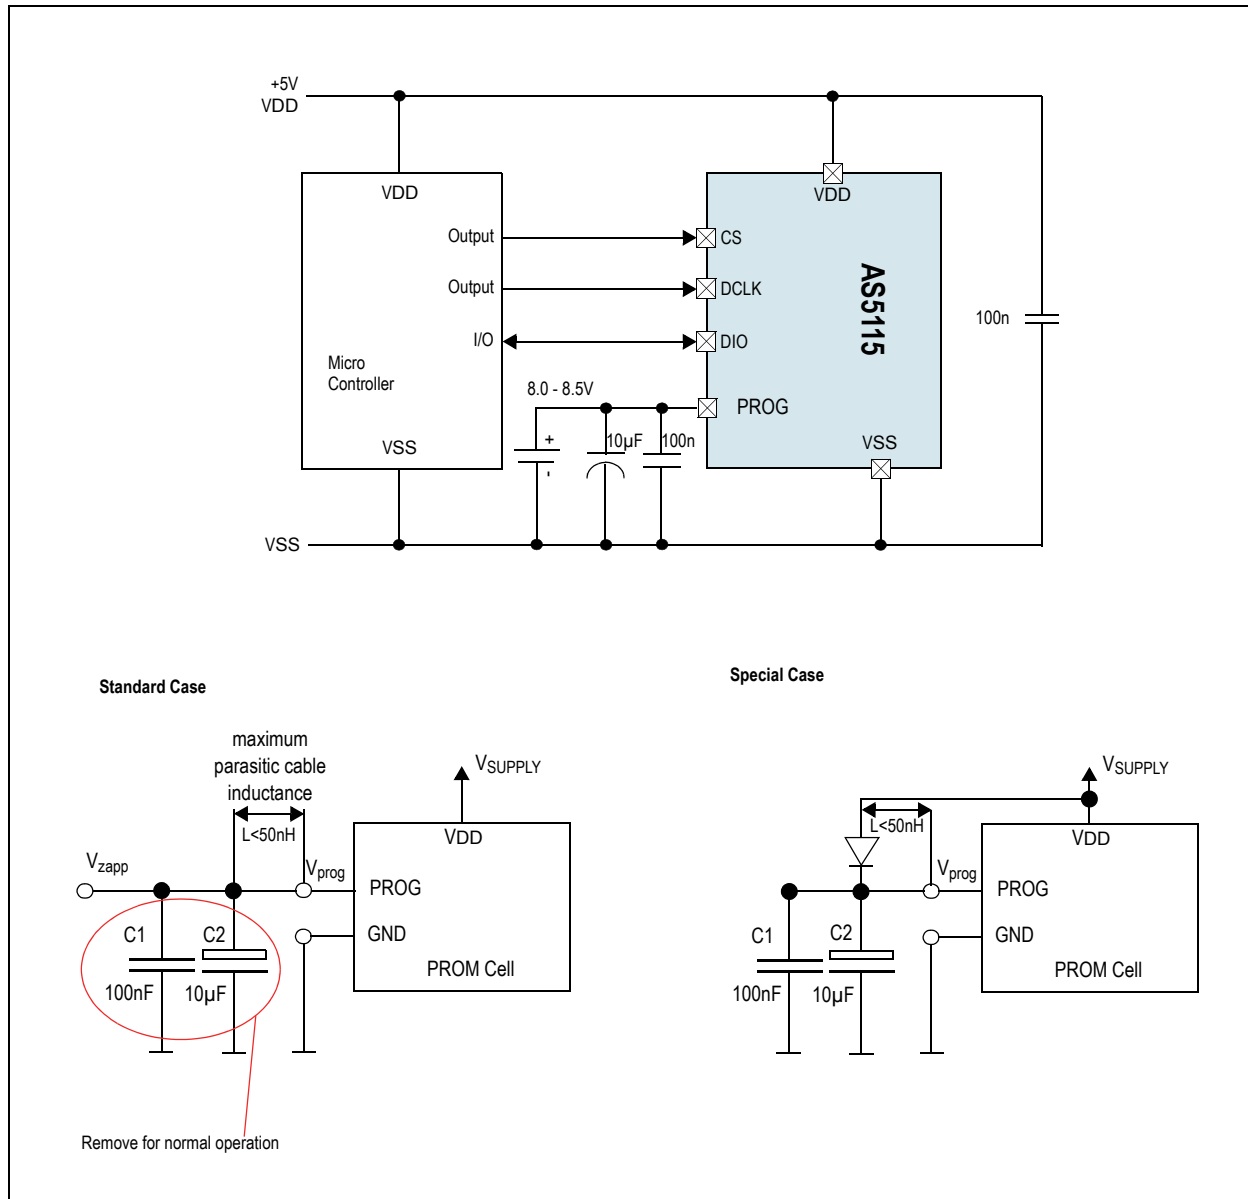 +5V
VDD
VDD
Output
Output
I/O
Micro
Controller
VSS
VDD
CS
DCLK
DIO
PROG
VSS
AS5115
100n
8.0 - 8.5V
+
-
10µF
100n
VSS
Standard Case
maximum
parasitic cable
inductance
L<50nH
VSUPPLY
VDD
Vzapp
Vprog
PROG
GND
PROM Cell
C1
C2
100nF
10µF
Remove for normal operation
Special Case
VSUPPLY
L<50nH
VDD
Vprog
PROG
GND
PROM Cell
C1
C2
100nF
10µF